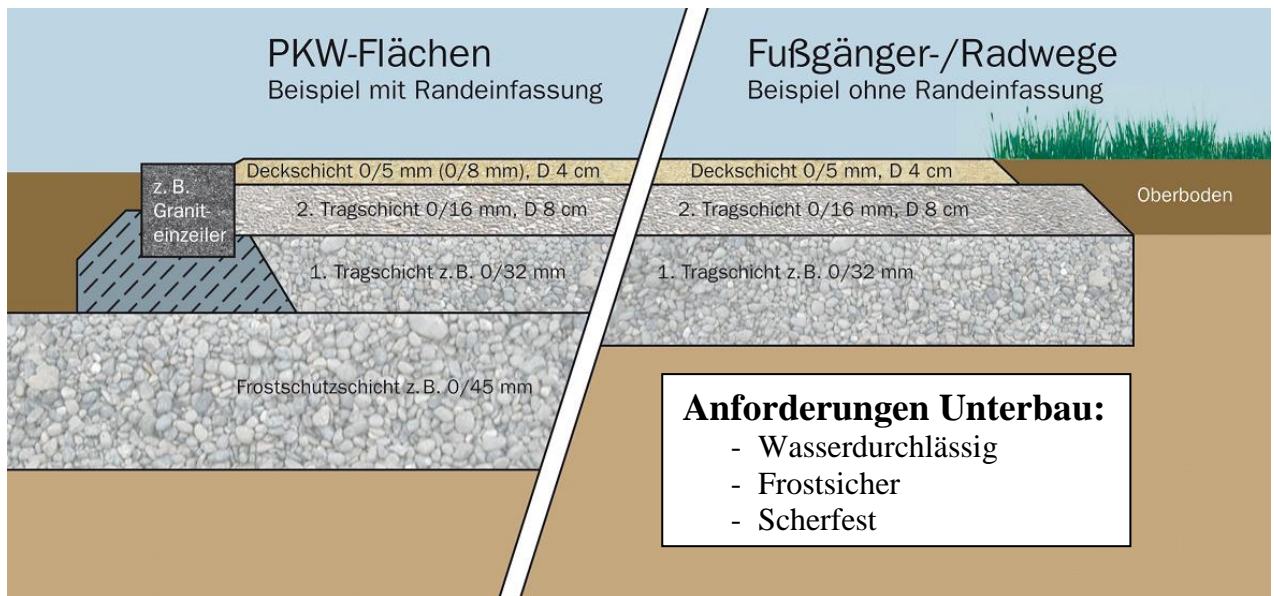 PKW-Flächen
Beispiel mit Randeinfassung
Deckschicht 0/5 mm (0/8 mm), D 4 cm
z. B.
Granit-
einzeiler
2. Tragschicht 0/16 mm, D 8 cm
1. Tragschicht z. B. 0/32 mm
Frostschutzschicht z. B. 0/45 mm
Fußgänger-/Radwege
Beispiel ohne Randeinfassung
Deckschicht 0/5 mm, D 4 cm
2. Tragschicht 0/16 mm, D 8 cm
Oberboden
1. Tragschicht z. B. 0/32 mm
Anforderungen Unterbau:
- Wasserdurchlässig
- Frostsicher
- Scherfest